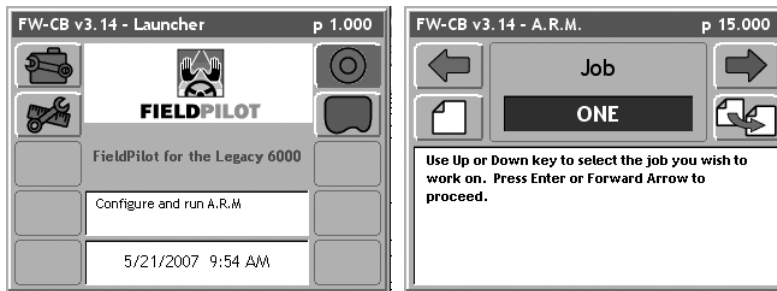 FW-CB v3.14 - Launcher p 1.000
FIELDPILOT
FieldPilot for the Legacy 6000
Configure and run A.R.M
5/21/2007 9:54 AM
FW-CB v3.14 - A.R.M. p 15.000
Job
ONE
Use Up or Down key to select the job you wish to
work on. Press Enter or Forward Arrow to
proceed.